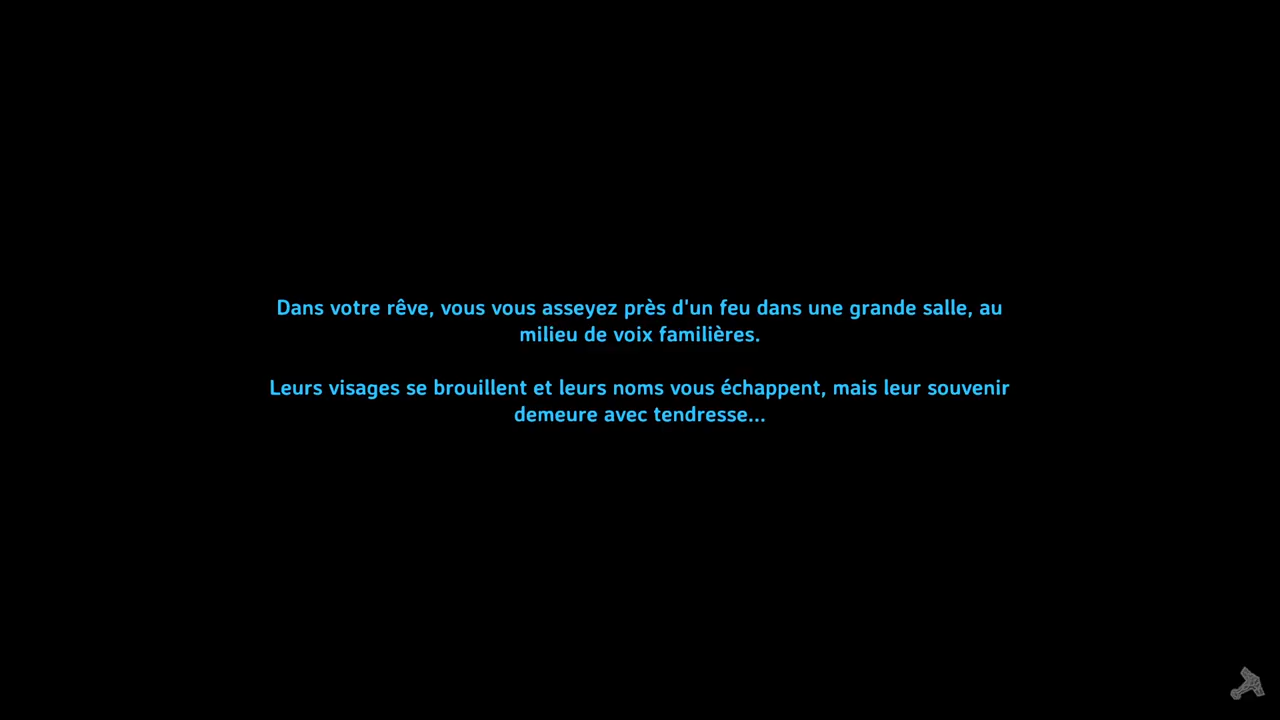 Dans votre rêve, vous vous asseyez près d'un feu dans une grande salle, au
milieu de voix familières.
Leurs visages se brouillent et leurs noms vous échappent, mais leur souvenir
demeure avec tendresse...